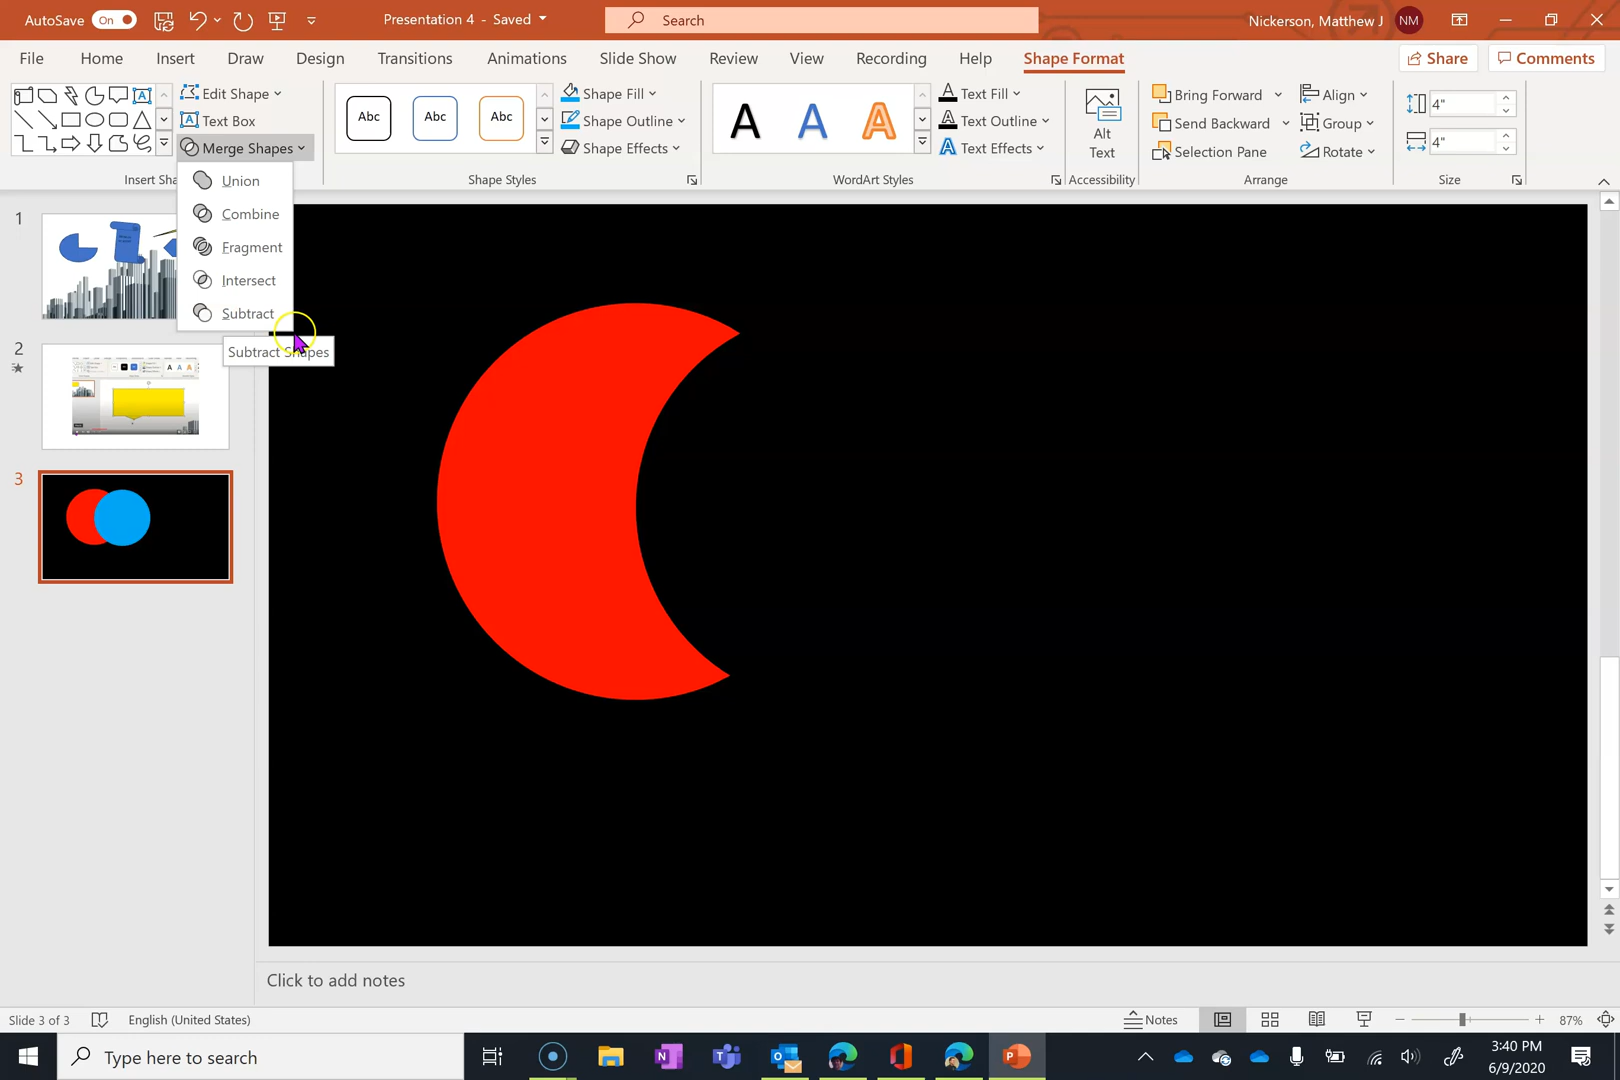 AutoSave On Presentation 4 - Saved Search Nickerson, Matthew J NM
File Home Insert Draw Design Transitions Animations Slide Show Review View Recording Help Shape Format Share Comments
Edit Shape
Text Box
Merge Shapes
Abc Abc Abc
Shape Fill
Shape Outline
Shape Effects
A A A
Text Fill
Text Outline
Text Effects
Alt
Text
Bring Forward
Send Backward
Selection Pane
Align
Group
Rotate
4"
4"
Insert Sha Shape Styles WordArt Styles Accessibility Arrange Size
Union
Combine
Fragment
Intersect
Subtract
Subtract Shapes
1
2
3
Click to add notes
Slide 3 of 3 English (United States) Notes 87%
Type here to search
3:40 PM
6/9/2020